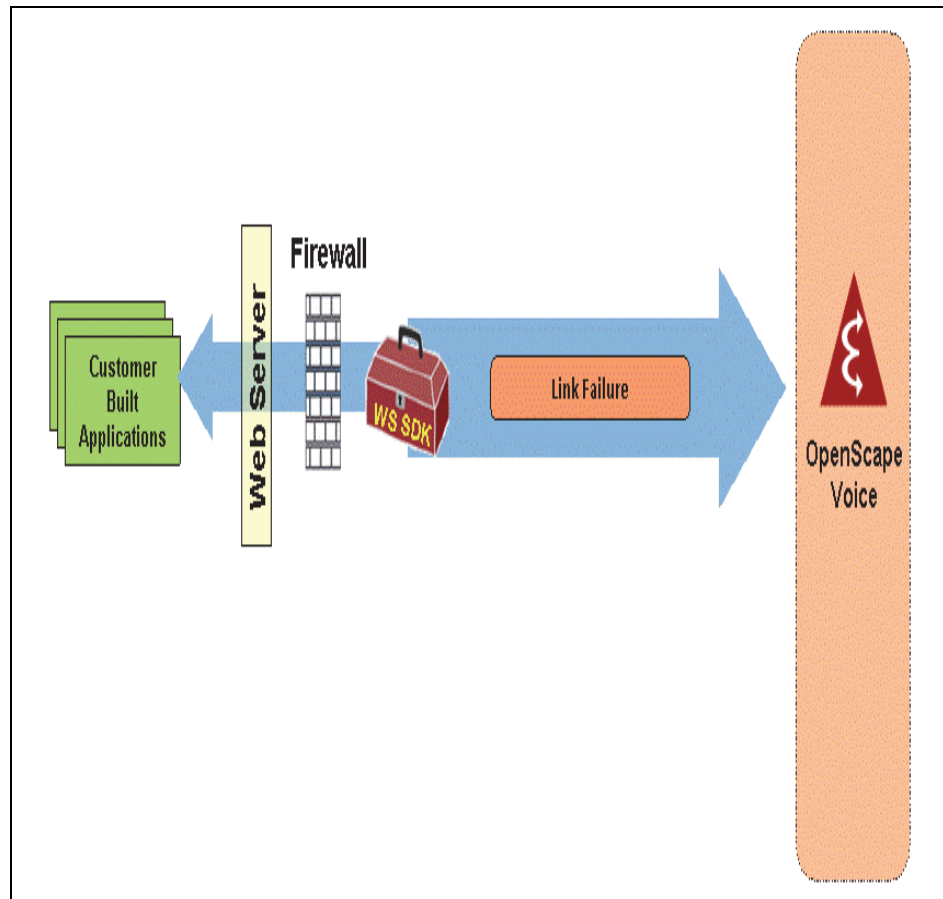 Customer
Built
Applications
Web Server
Firewall
WS SDK
Link Failure
OpenScape
Voice